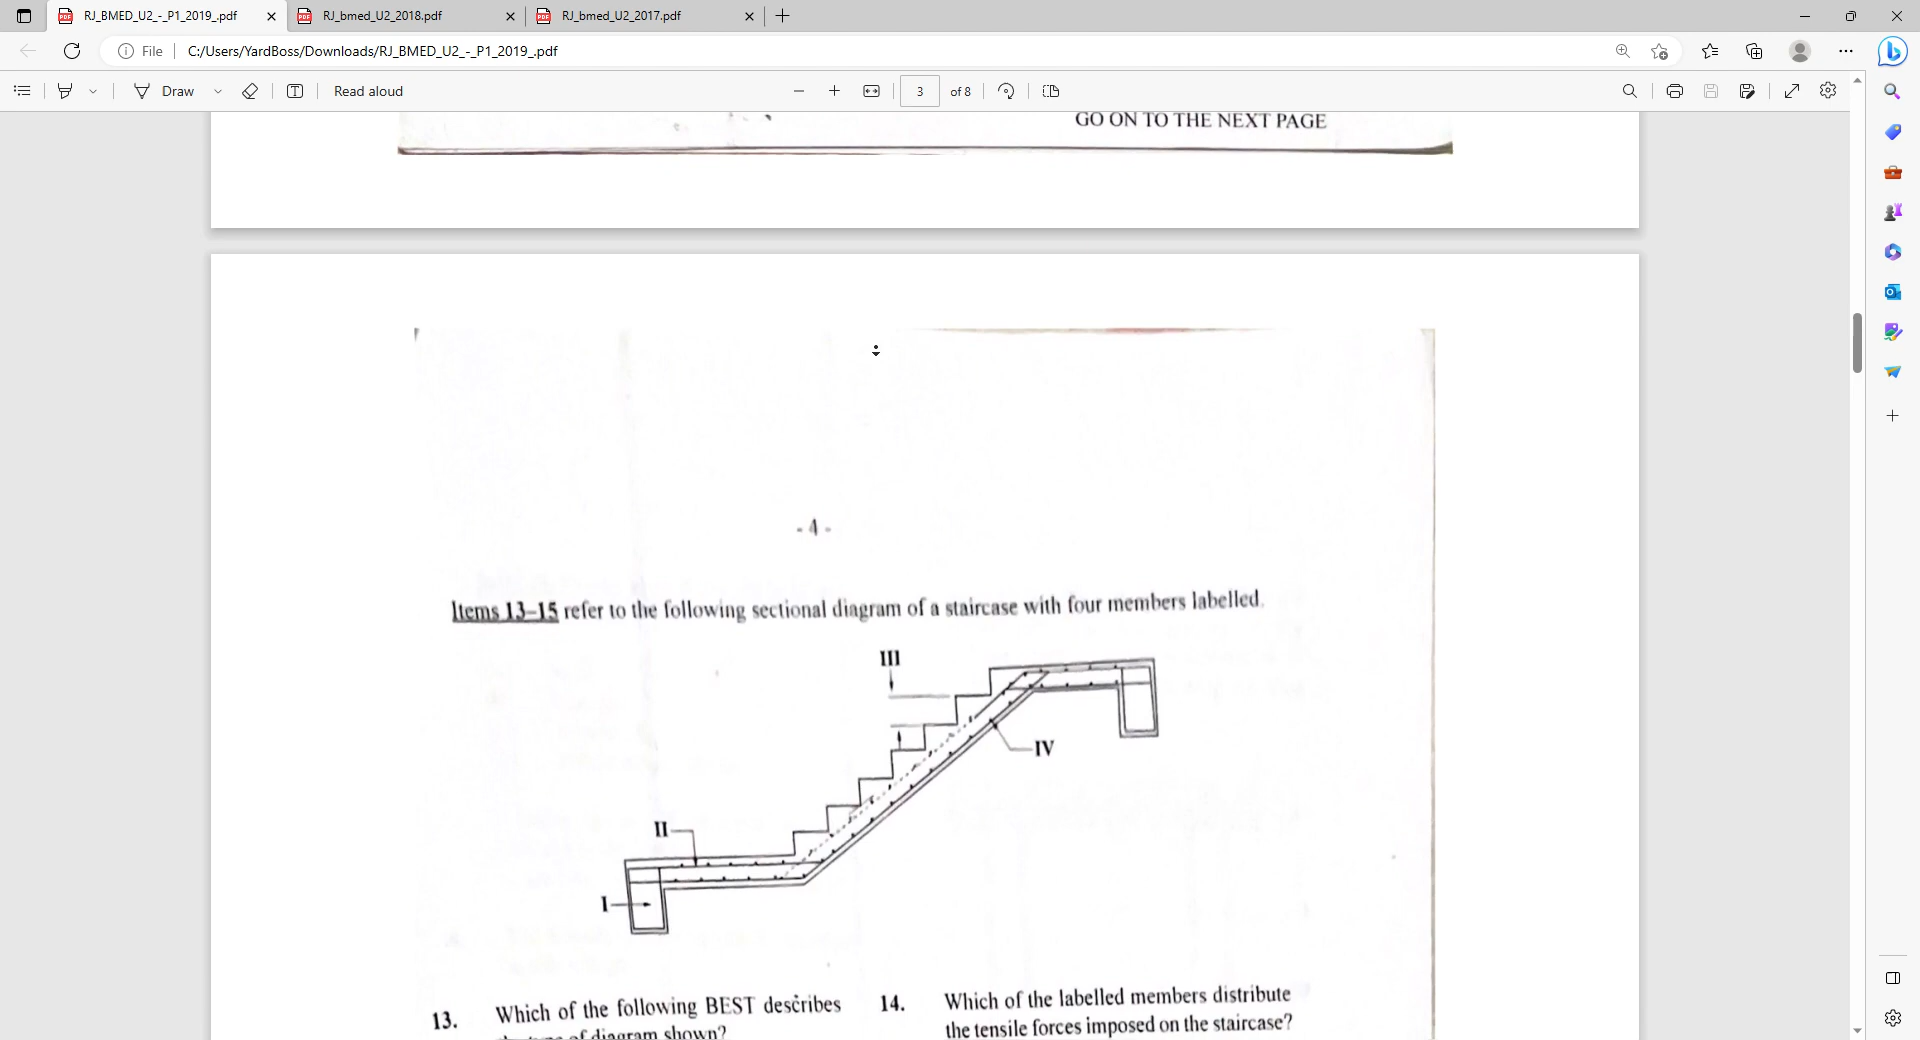 RJ_BMED_U2_-_P1_2019_.pdf
RJ_bmed_U2_2018.pdf
RJ_bmed_U2_2017.pdf
File
C:/Users/YardBoss/Downloads/RJ_BMED_U2_-_P1_2019_.pdf
Draw
Read aloud
3
of 8
GO ON TO THE NEXT PAGE
- 4 -
Items 13–15 refer to the following sectional diagram of a staircase with four members labelled.
III
IV
II
I
13. Which of the following BEST describes
of diagram shown?
14. Which of the labelled members distribute
the tensile forces imposed on the staircase?